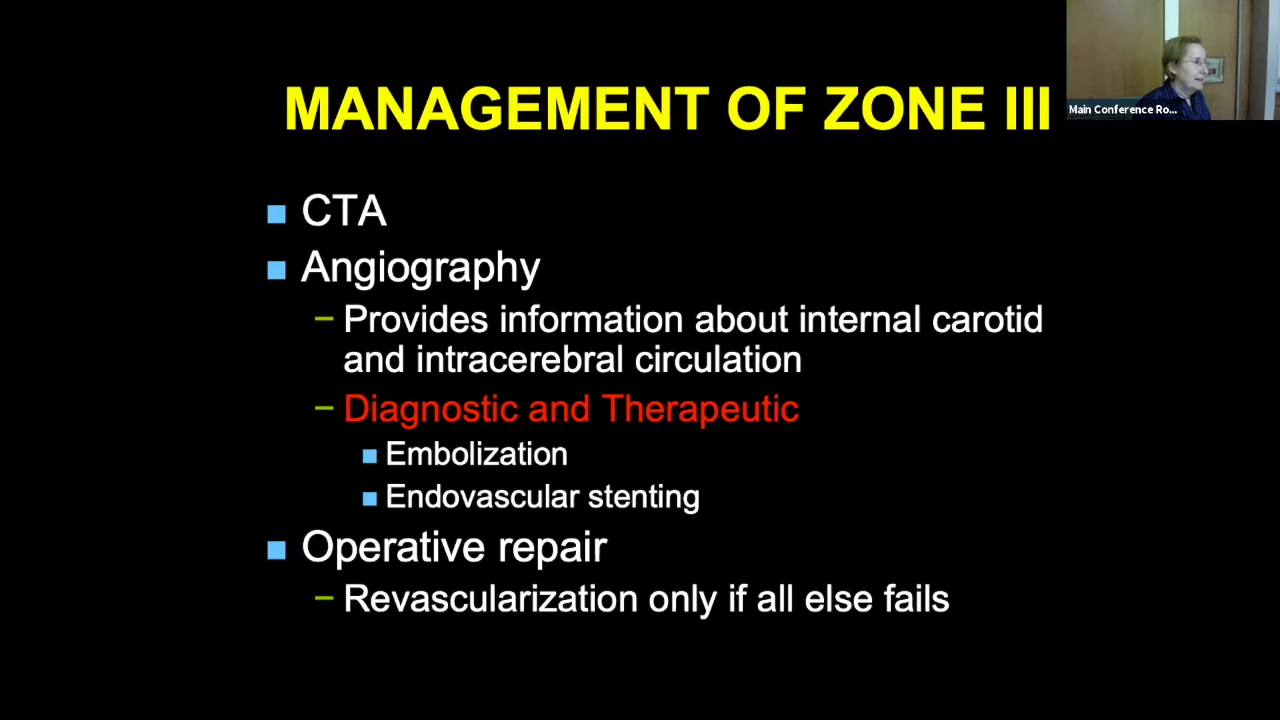 MANAGEMENT OF ZONE III
Main Conference Ro...
CTA
Angiography
– Provides information about internal carotid
and intracerebral circulation
– Diagnostic and Therapeutic
Embolization
Endovascular stenting
Operative repair
– Revascularization only if all else fails